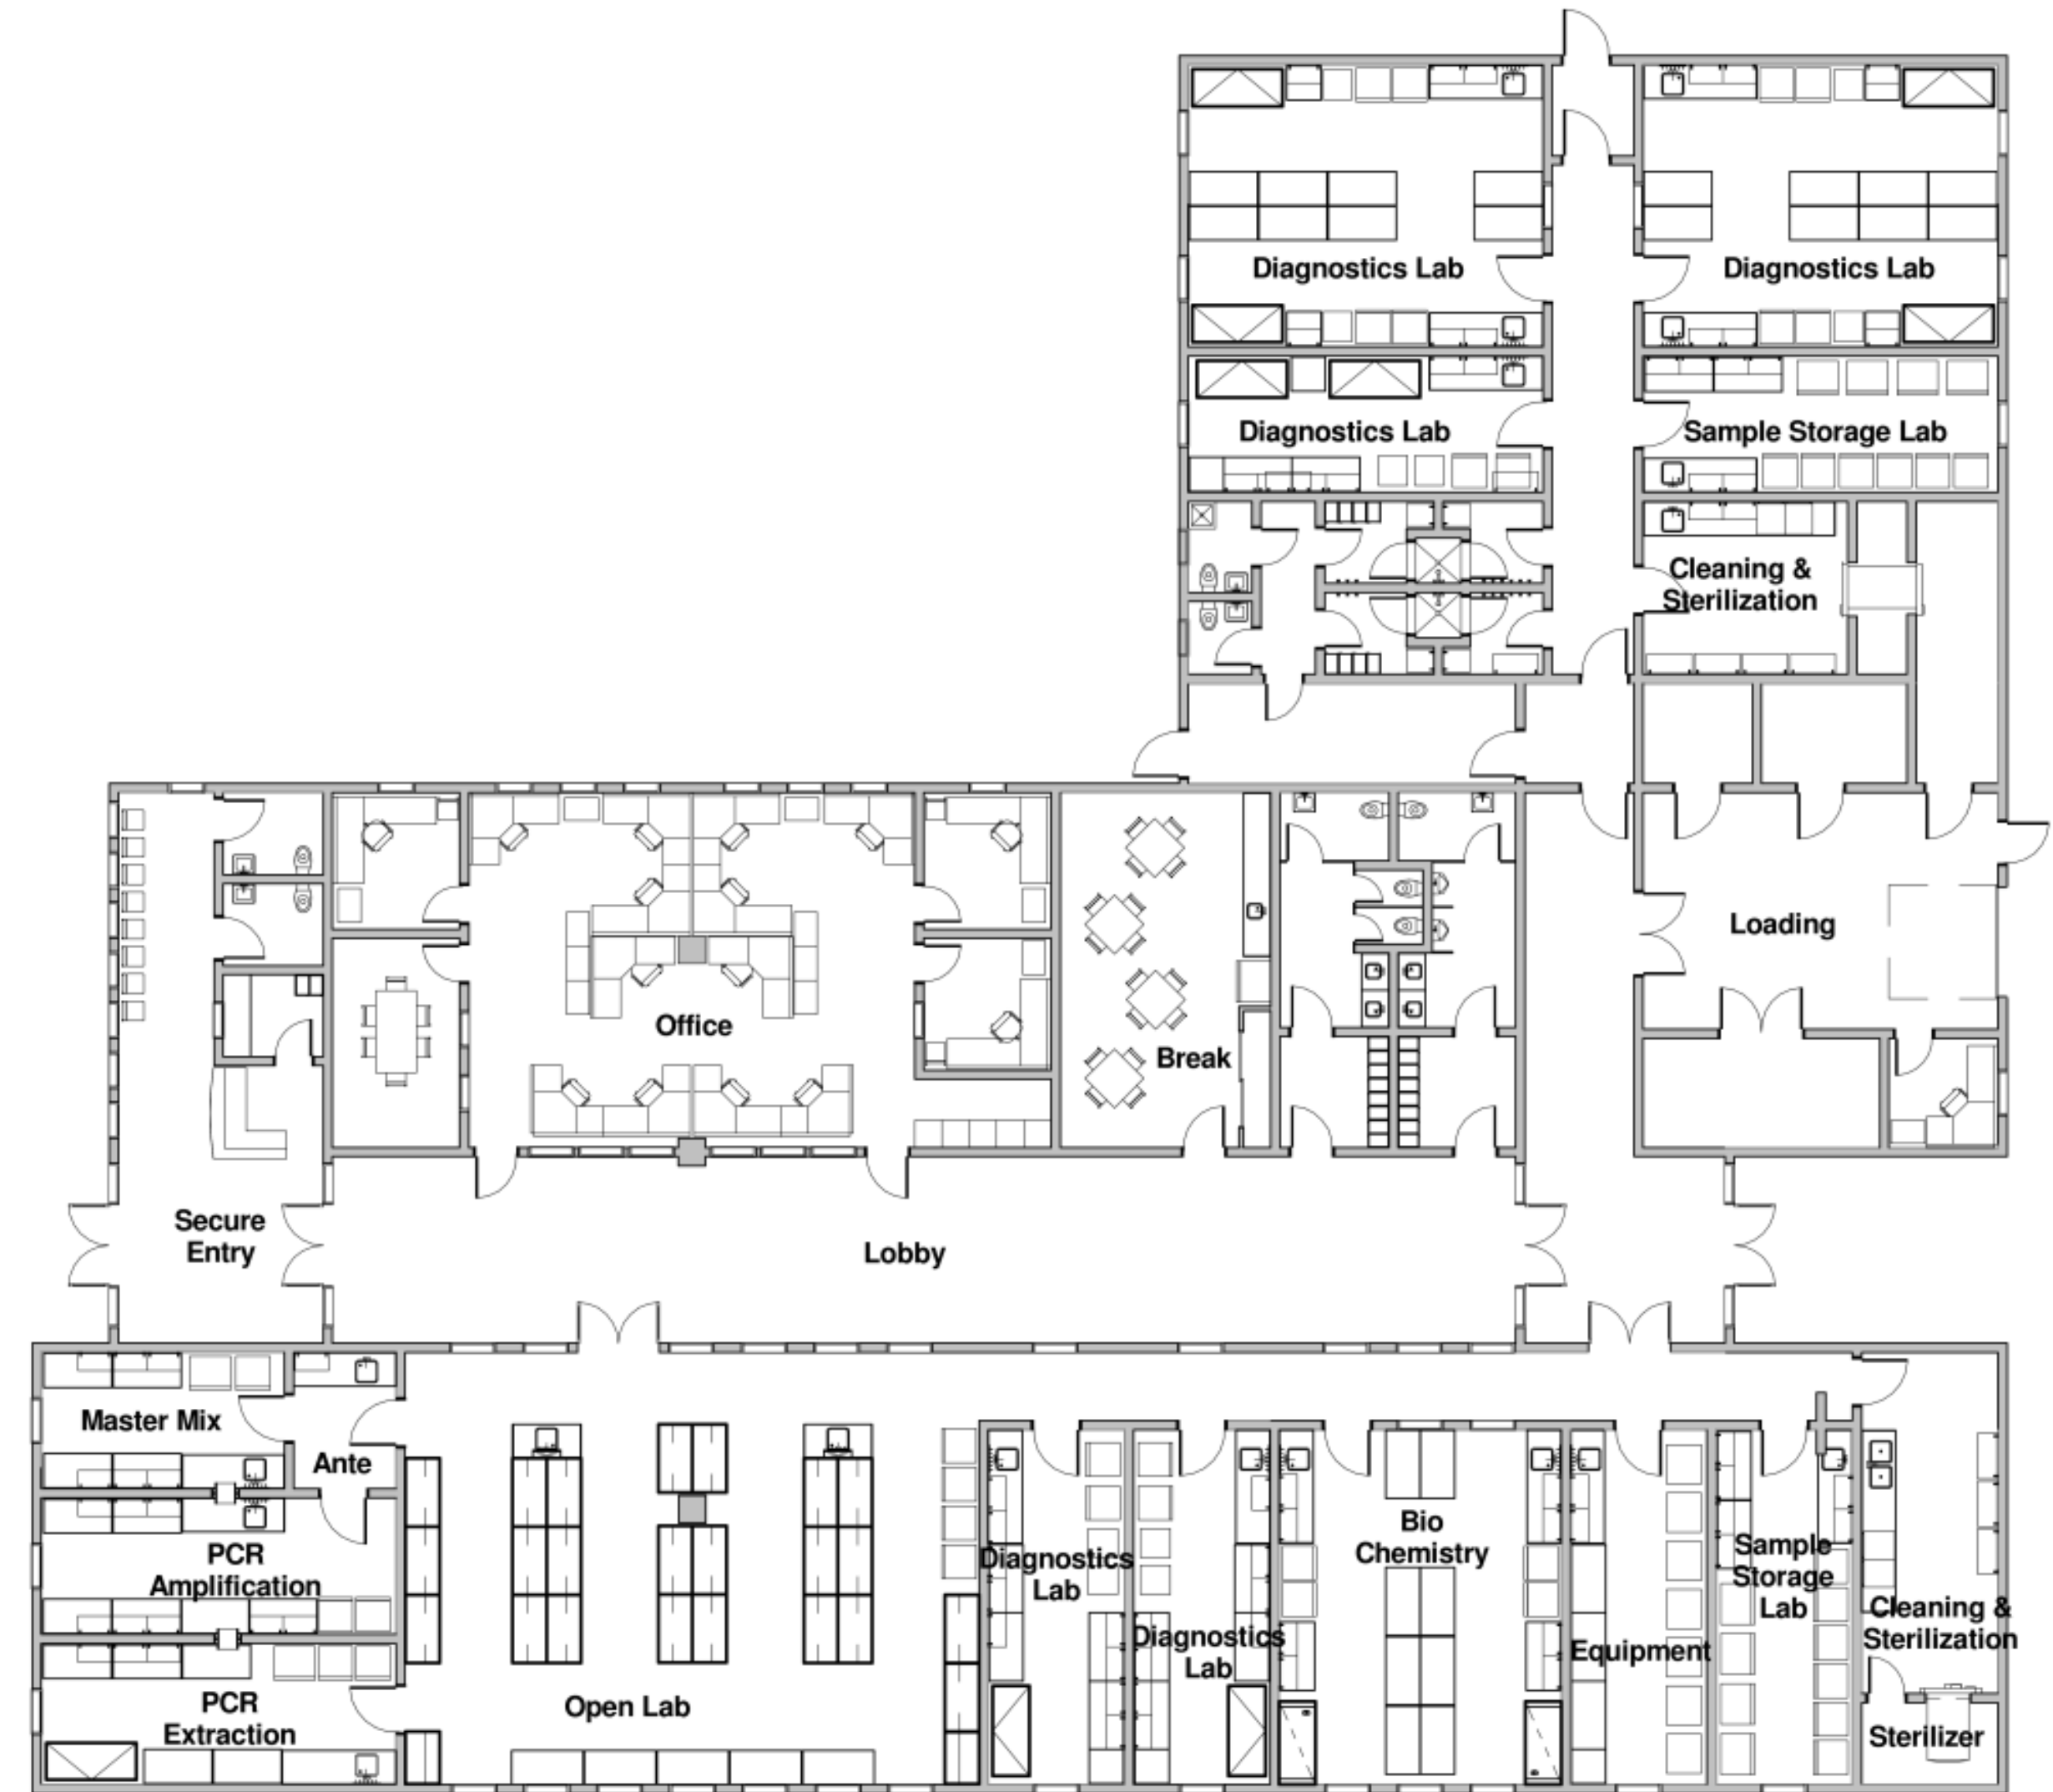 Diagnostics Lab
Diagnostics Lab
Diagnostics Lab
Sample Storage Lab
Cleaning &
Sterilization
Loading
Office
Break
Secure
Entry
Lobby
Master Mix
Ante
PCR
Amplification
PCR
Extraction
Open Lab
Diagnostics
Lab
Diagnostics
Lab
Bio
Chemistry
Equipment
Sample
Storage
Lab
Cleaning &
Sterilization
Sterilizer